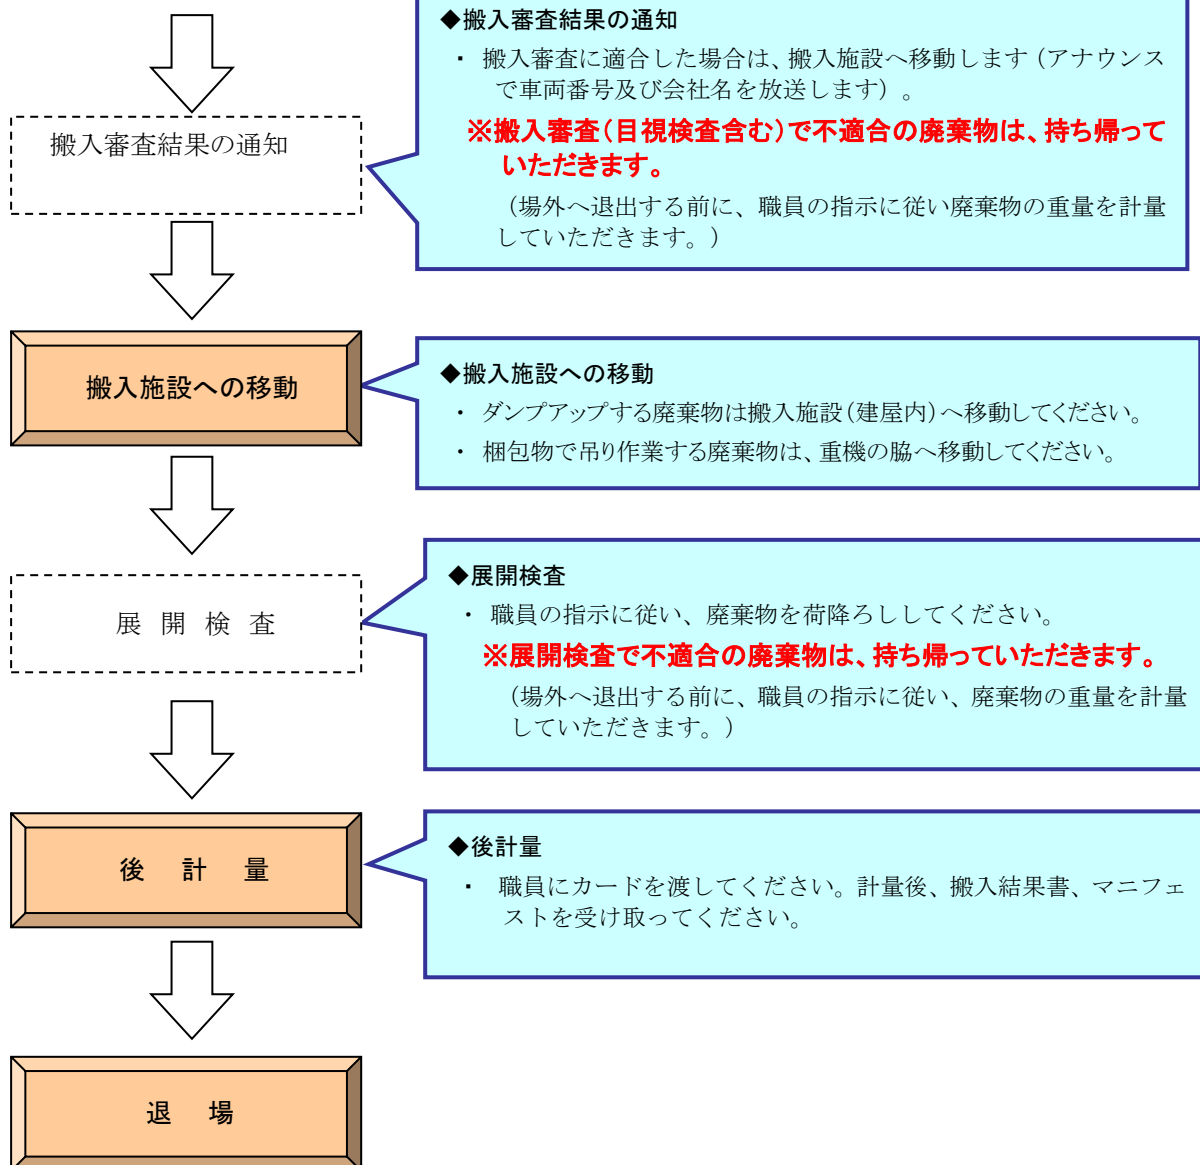 ◆搬入審査結果の通知
・ 搬入審査に適合した場合は、搬入施設へ移動します（アナウンス
で車両番号及び会社名を放送します）。
※搬入審査（目視検査含む）で不適合の廃棄物は、持ち帰って
いただきます。
（場外へ退出する前に、職員の指示に従い廃棄物の重量を計量
していただきます。）
搬入審査結果の通知
搬入施設への移動
◆搬入施設への移動
・ ダンプアップする廃棄物は搬入施設（建屋内）へ移動してください。
・ 梱包物で吊り作業する廃棄物は、重機の脇へ移動してください。
展 開 検 査
◆展開検査
・ 職員の指示に従い、廃棄物を荷降ろししてください。
※展開検査で不適合の廃棄物は、持ち帰っていただきます。
（場外へ退出する前に、職員の指示に従い、廃棄物の重量を計量
していただきます。）
後 計 量
◆後計量
・ 職員にカードを渡してください。計量後、搬入結果書、マニフェ
ストを受け取ってください。
退 場